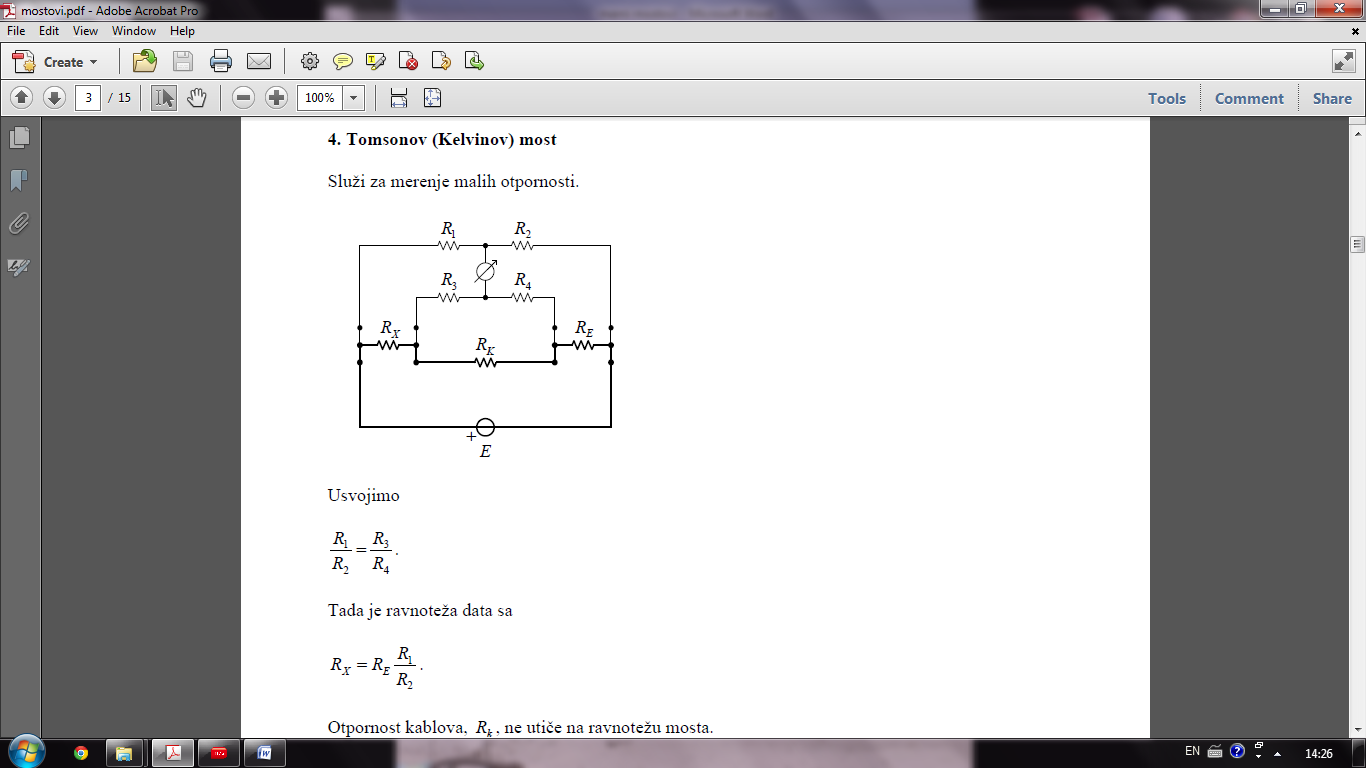 mostovi.pdf - Adobe Acrobat Pro
File Edit View Window Help
Create
3 / 15 100% Tools Comment Share
4. Tomsonov (Kelvinov) most
Služi za merenje malih otpornosti.
R1 R2
R3 R4
RX RE
RK
+
E
Usvojimo
R1/R2 = R3/R4.
Tada je ravnoteža data sa
RX = RE R1/R2.
Otpornost kablova, Rk, ne utiče na ravnotežu mosta.
EN 14:26